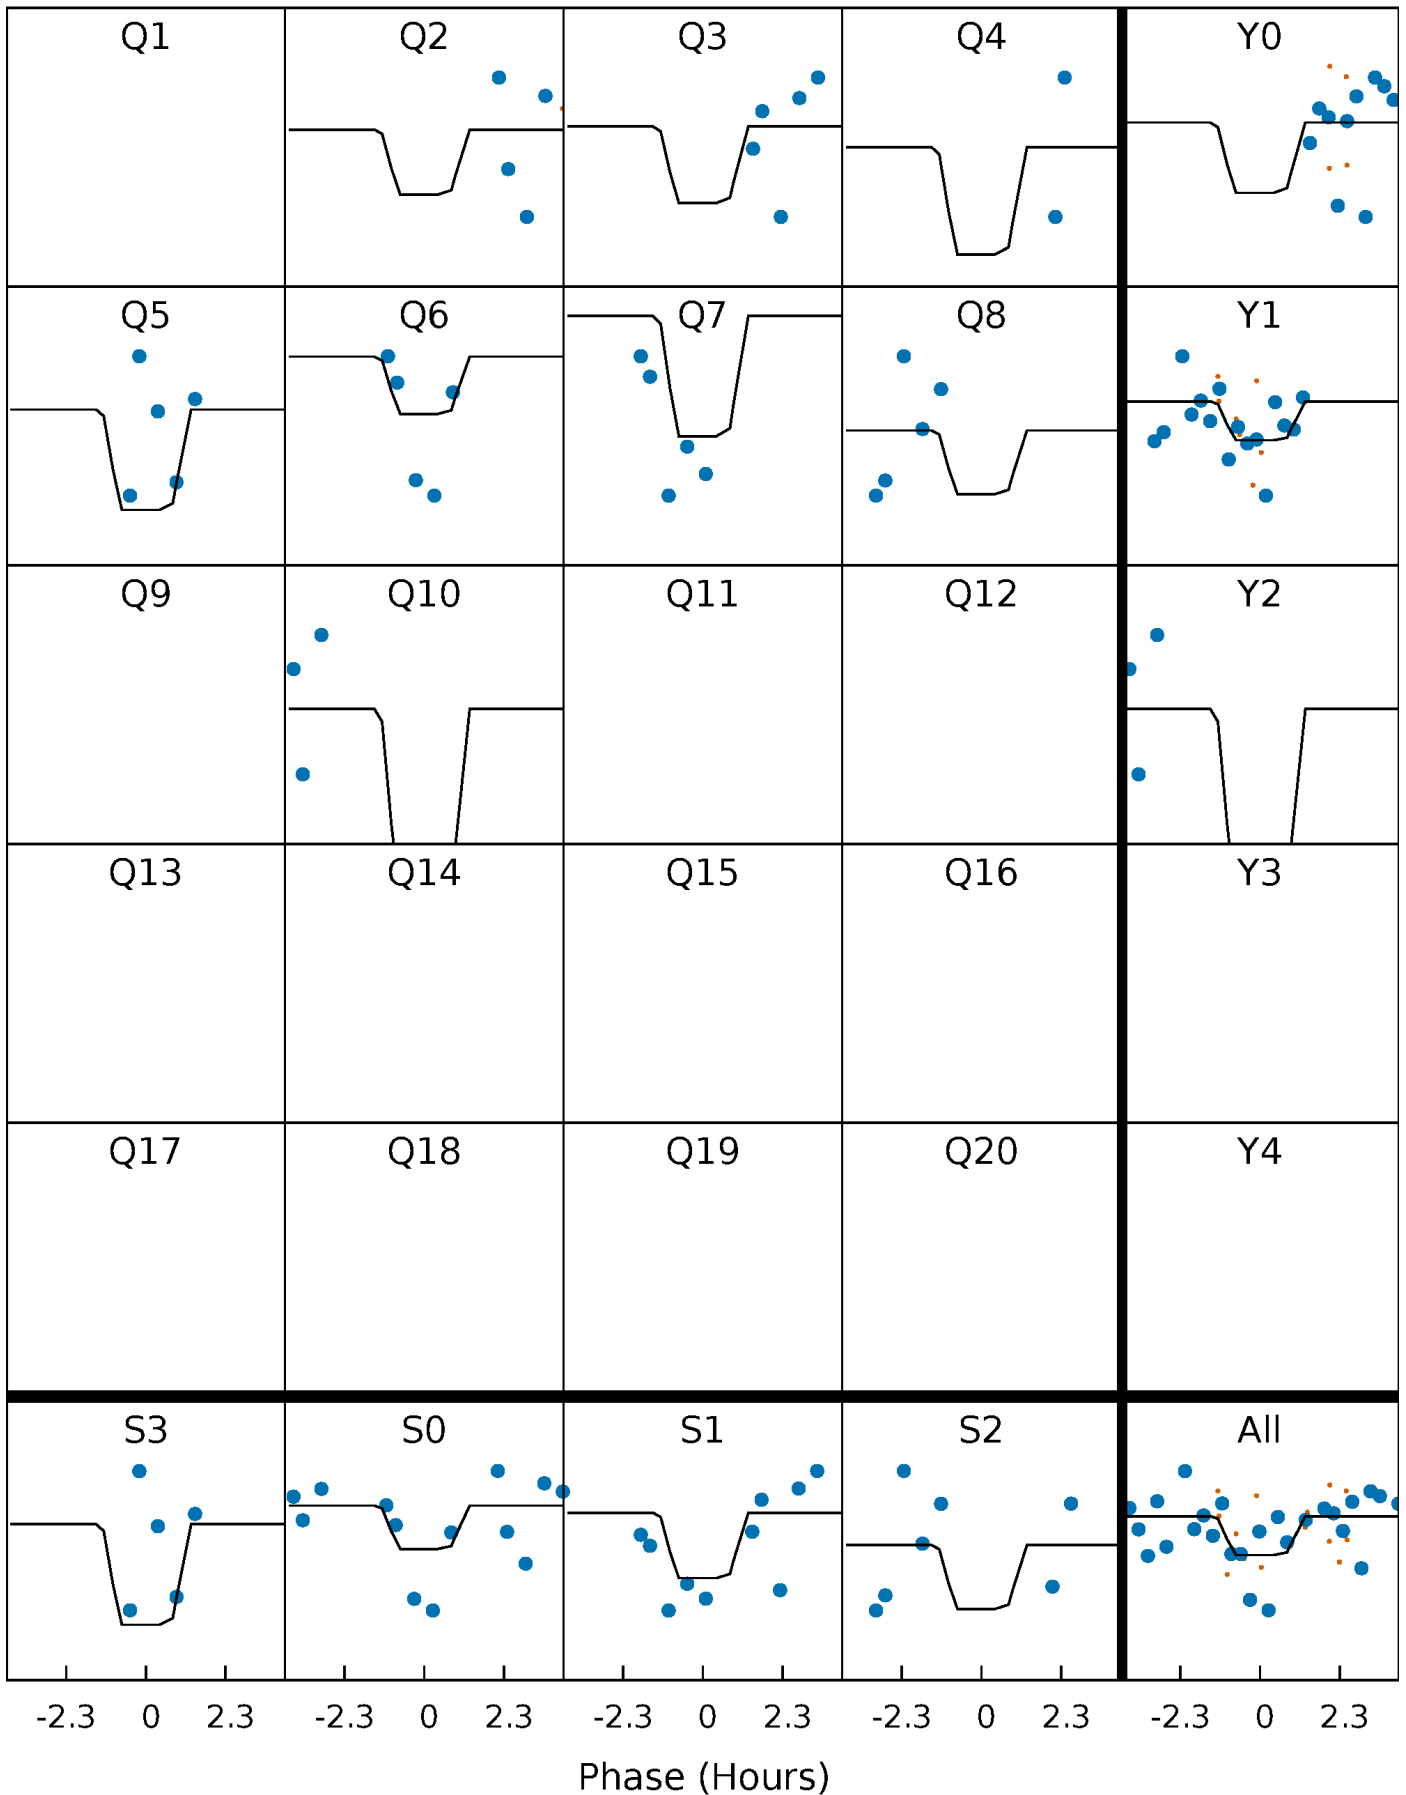 Q1 Q2 Q3 Q4 Y0
Q5 Q6 Q7 Q8 Y1
Q9 Q10 Q11 Q12 Y2
Q13 Q14 Q15 Q16 Y3
Q17 Q18 Q19 Q20 Y4
S3 S0 S1 S2 All
-2.3 0 2.3 -2.3 0 2.3 -2.3 0 2.3 -2.3 0 2.3 -2.3 0 2.3
Phase (Hours)